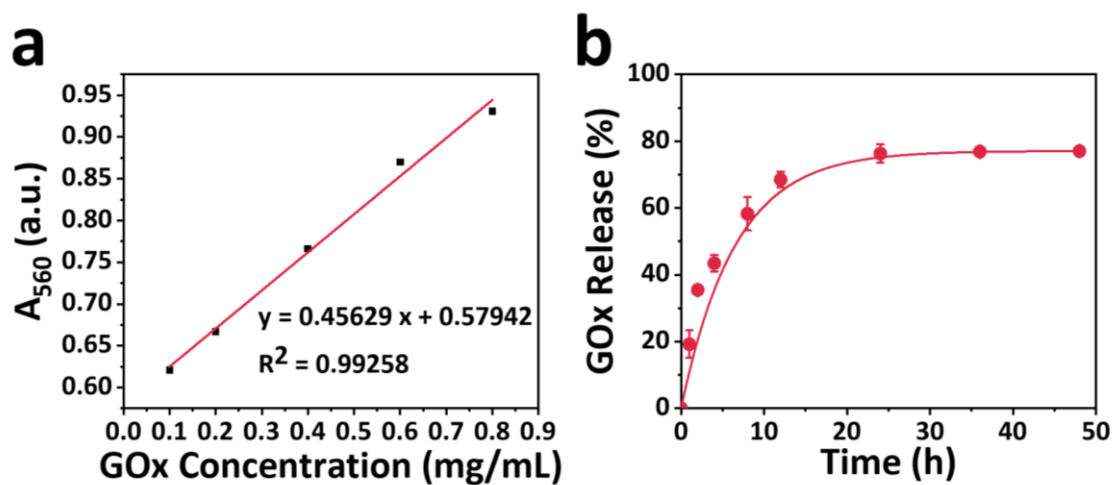 a
0.95
0.90
0.85
0.80
0.75
0.70
0.65
0.60
A560 (a.u.)
y = 0.45629 x + 0.57942
R2 = 0.99258
0.0 0.1 0.2 0.3 0.4 0.5 0.6 0.7 0.8 0.9
GOx Concentration (mg/mL)
b
100
80
60
40
20
0
GOx Release (%)
0 10 20 30 40 50
Time (h)